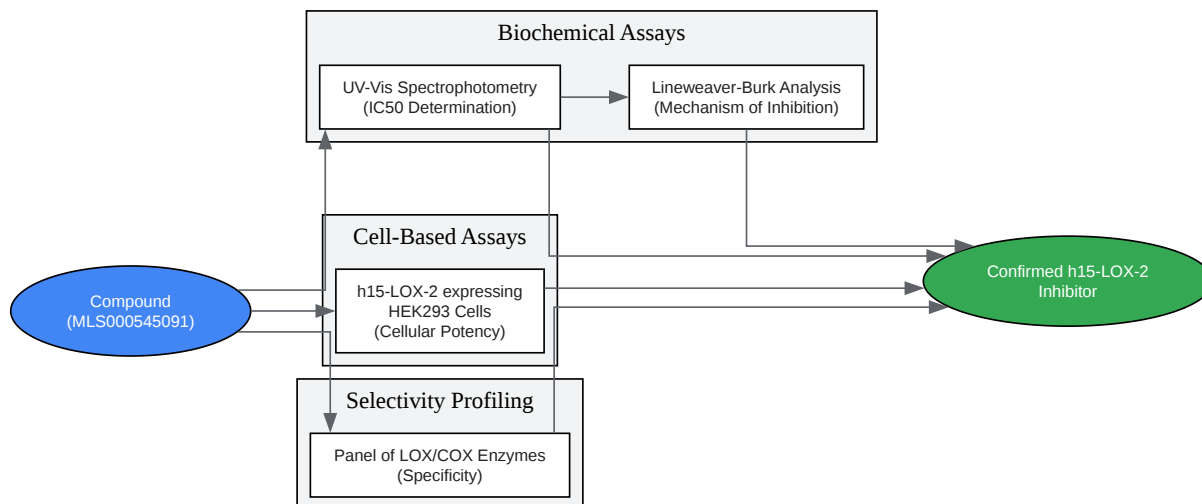 Biochemical Assays
UV-Vis Spectrophotometry
(IC50 Determination)
Lineweaver-Burk Analysis
(Mechanism of Inhibition)
Cell-Based Assays
h15-LOX-2 expressing
HEK293 Cells
(Cellular Potency)
Compound
(MLS000545091)
Confirmed h15-LOX-2
Inhibitor
Selectivity Profiling
Panel of LOX/COX Enzymes
(Specificity)